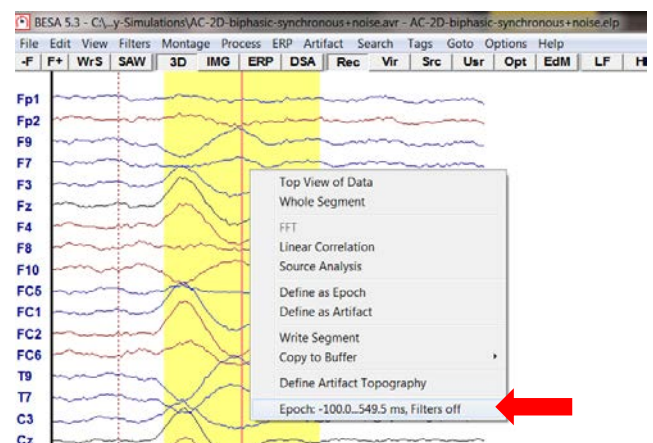 BESA 5.3 - C:\...y-Simulations\AC-2D-biphasic-synchronous+noise.avr - AC-2D-biphasic-synchronous+noise.elp
File Edit View Filters Montage Process ERP Artifact Search Tags Goto Options Help
-F F+ WrS SAW 3D IMG ERP DSA Rec Vir Src Usr Opt EdM LF
Fp1
Fp2
F9
F7
F3
Fz
F4
F8
F10
FC5
FC1
FC2
FC6
T9
T7
C3
Cz
Top View of Data
Whole Segment
FFT
Linear Correlation
Source Analysis
Define as Epoch
Define as Artifact
Write Segment
Copy to Buffer
Define Artifact Topography
Epoch: -100.0...549.5 ms, Filters off